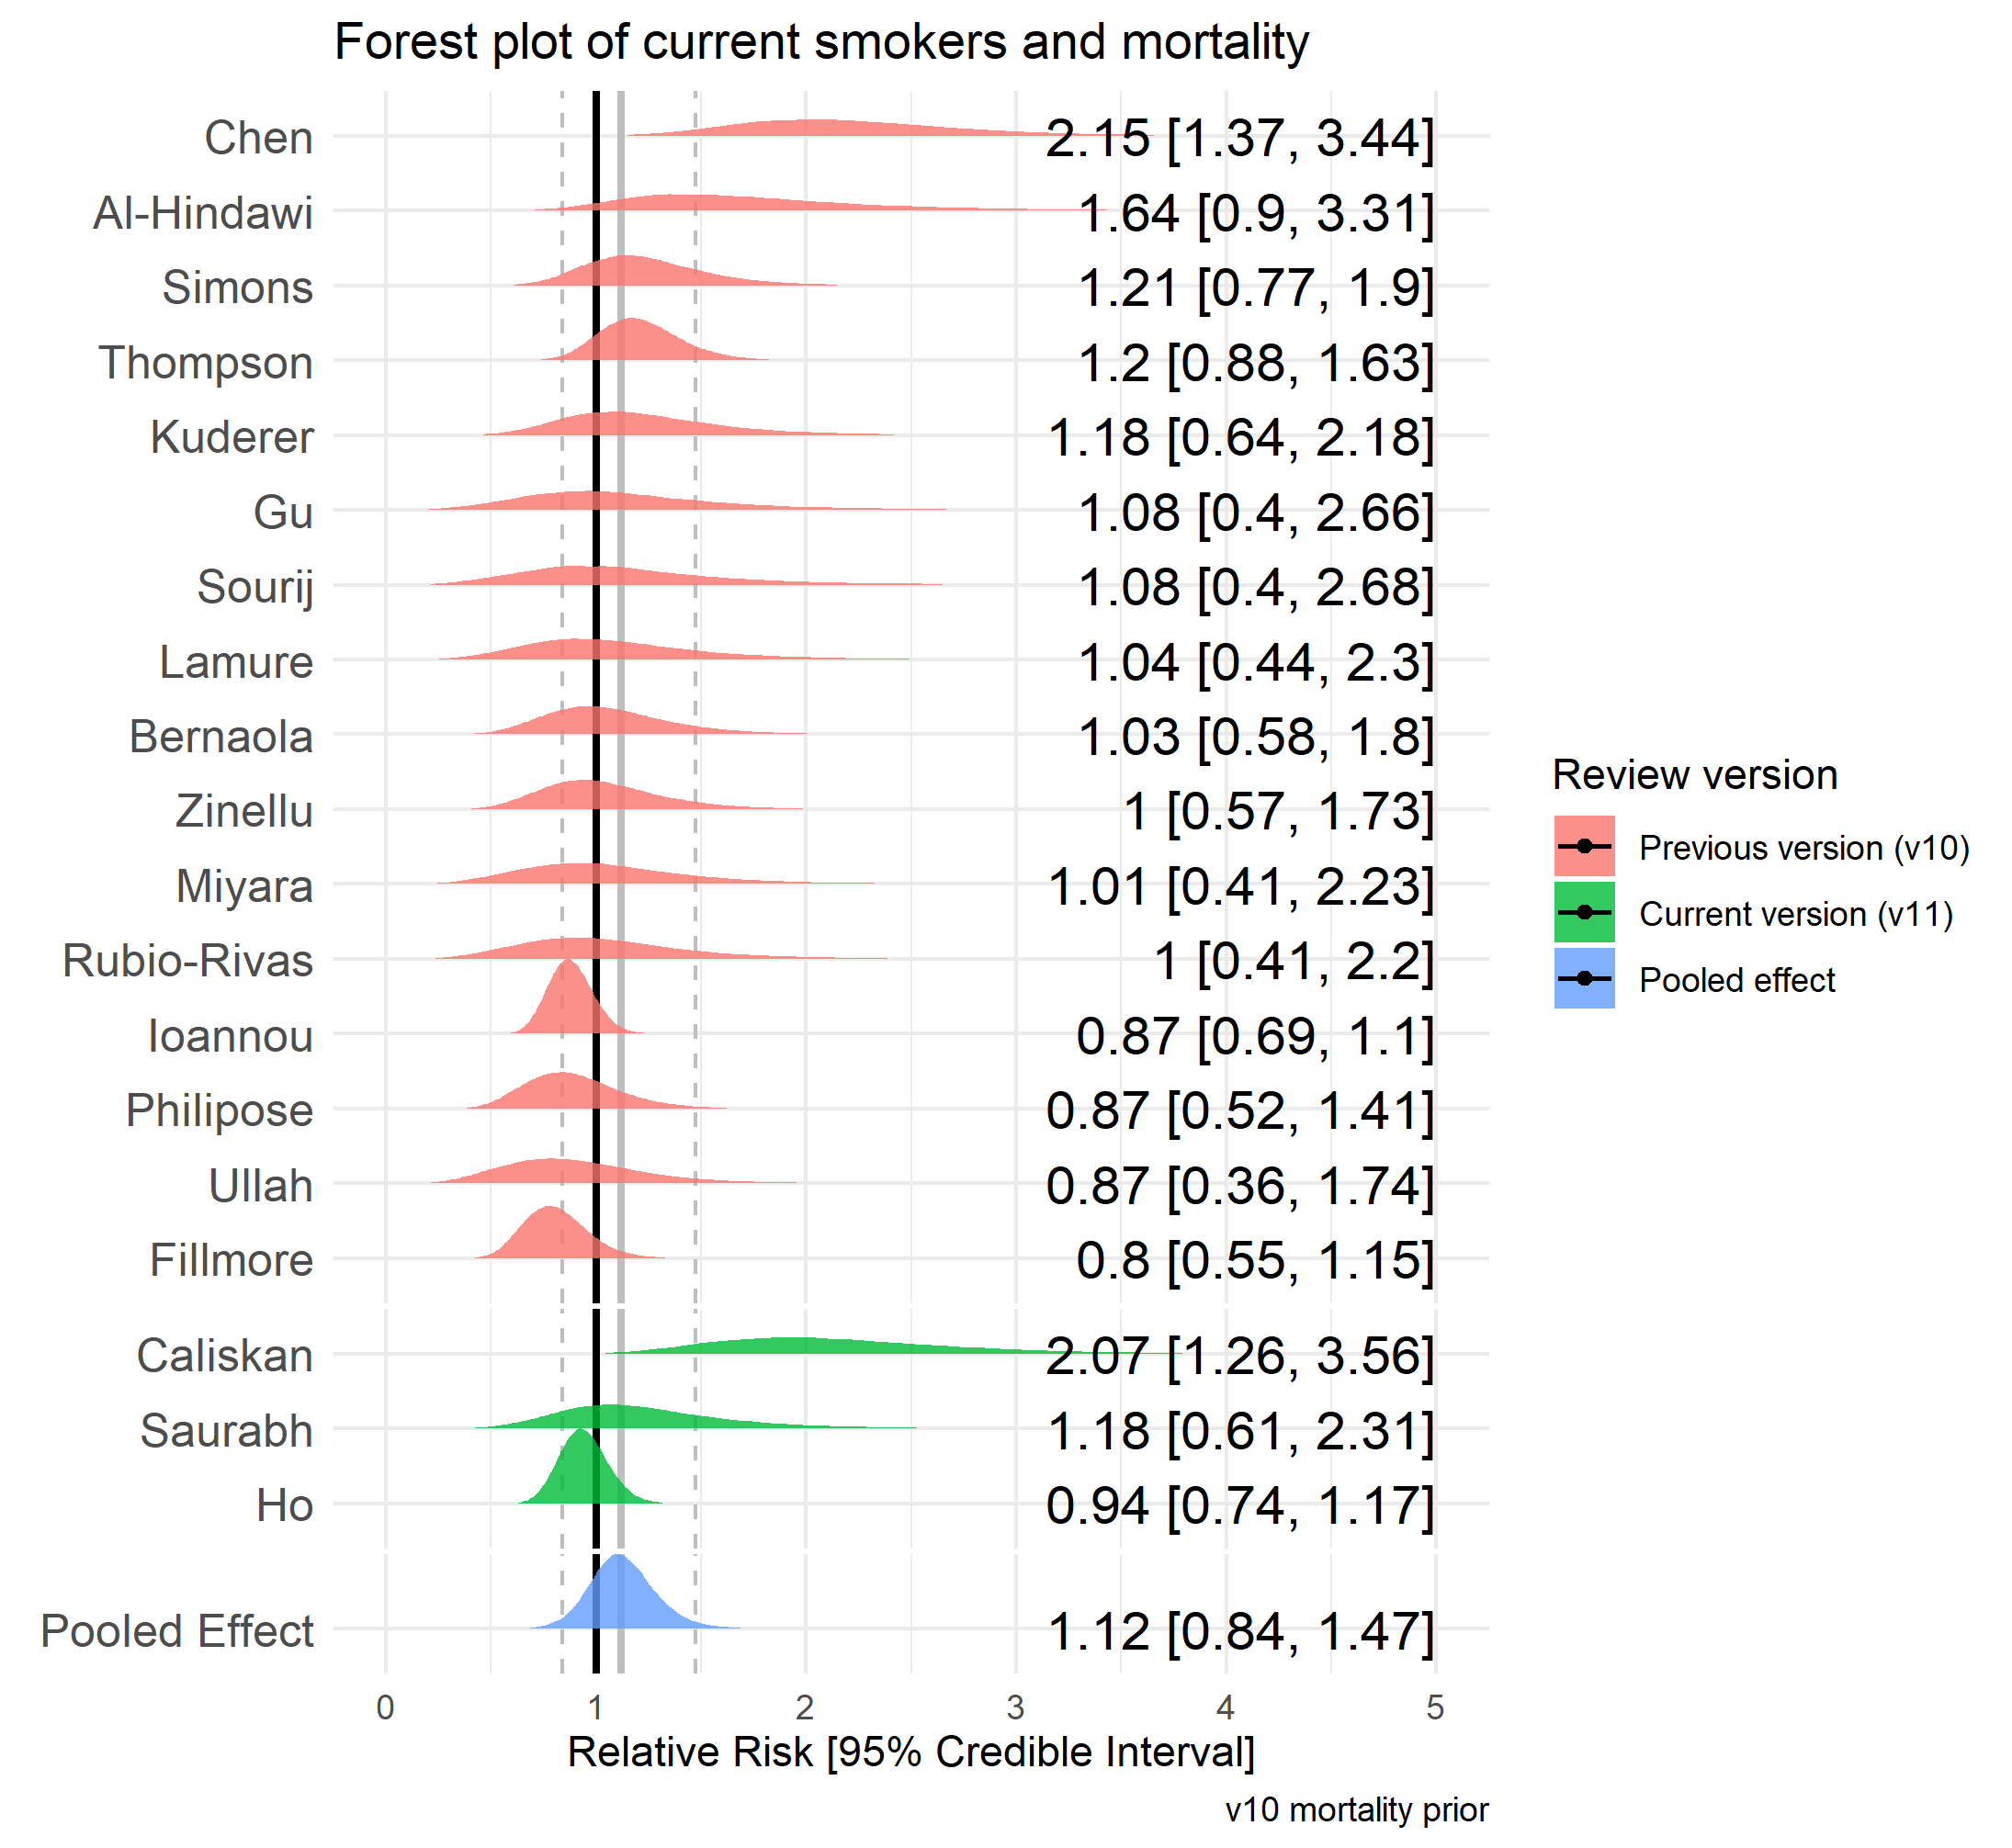 Forest plot of current smokers and mortality
Chen 2.15 [1.37, 3.44]
Al-Hindawi 1.64 [0.9, 3.31]
Simons 1.21 [0.77, 1.9]
Thompson 1.2 [0.88, 1.63]
Kuderer 1.18 [0.64, 2.18]
Gu 1.08 [0.4, 2.66]
Sourij 1.08 [0.4, 2.68]
Lamure 1.04 [0.44, 2.3]
Bernaola 1.03 [0.58, 1.8]
Zinellu 1 [0.57, 1.73]
Miyara 1.01 [0.41, 2.23]
Rubio-Rivas 1 [0.41, 2.2]
Ioannou 0.87 [0.69, 1.1]
Philipose 0.87 [0.52, 1.41]
Ullah 0.87 [0.36, 1.74]
Fillmore 0.8 [0.55, 1.15]
Caliskan 2.07 [1.26, 3.56]
Saurabh 1.18 [0.61, 2.31]
Ho 0.94 [0.74, 1.17]
Pooled Effect 1.12 [0.84, 1.47]
0 1 2 3 4 5
Relative Risk [95% Credible Interval]
v10 mortality prior
Review version
Previous version (v10)
Current version (v11)
Pooled effect